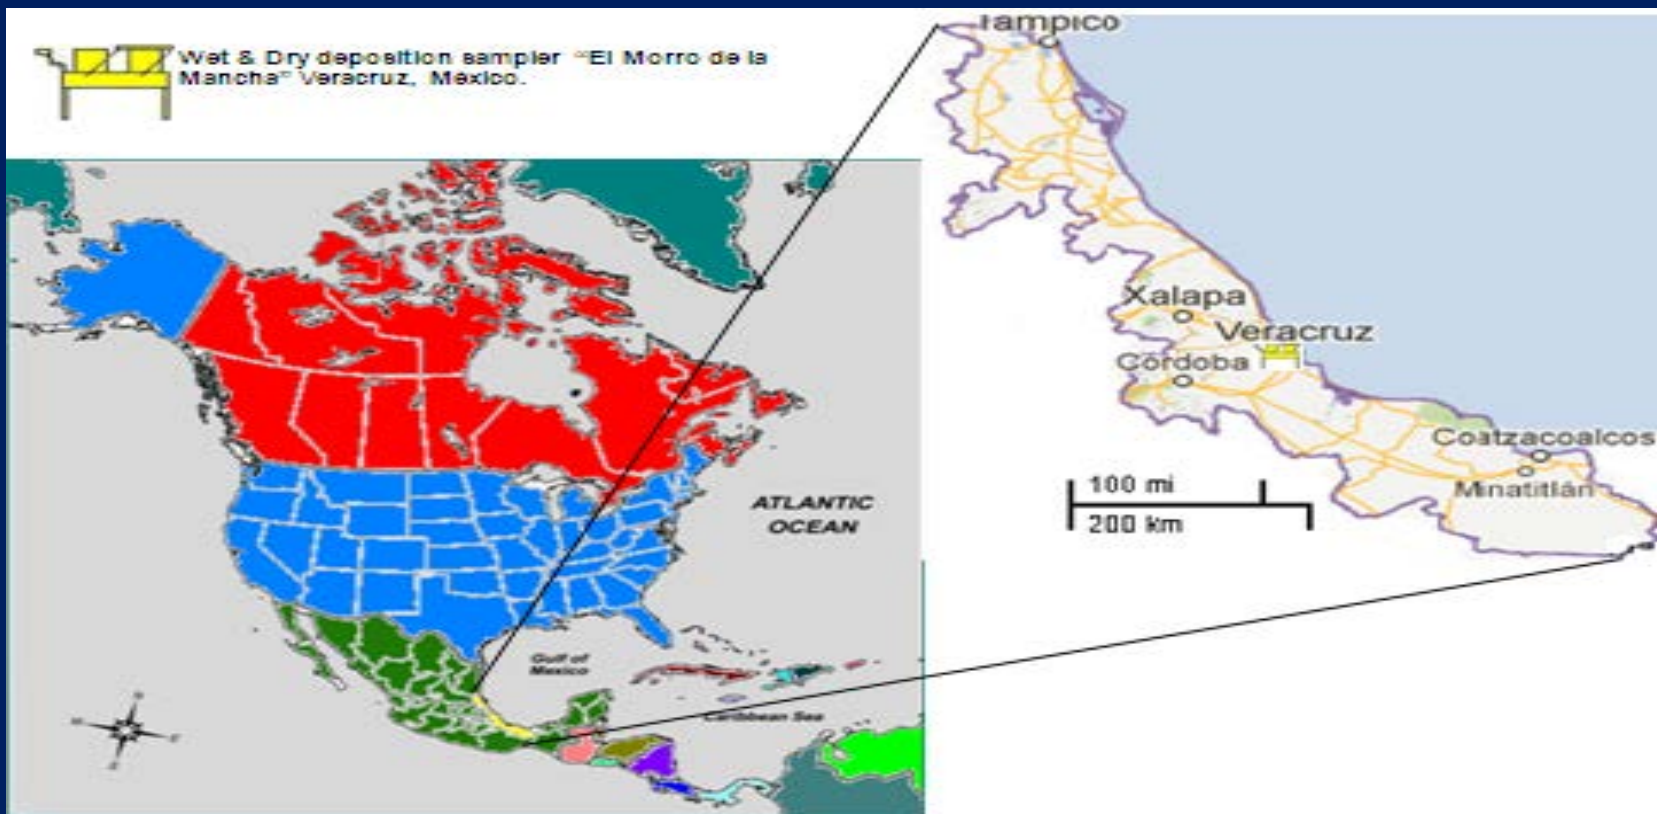 Wet & Dry deposition sampler "El Morro de la
Mancha" Veracruz, Mexico.
Tampico
Xalapa
Veracruz
Córdoba
Coatzacoalcos
Minatitlán
100 mi
200 km
ATLANTIC
OCEAN
Gulf of
Mexico
Caribbean Sea